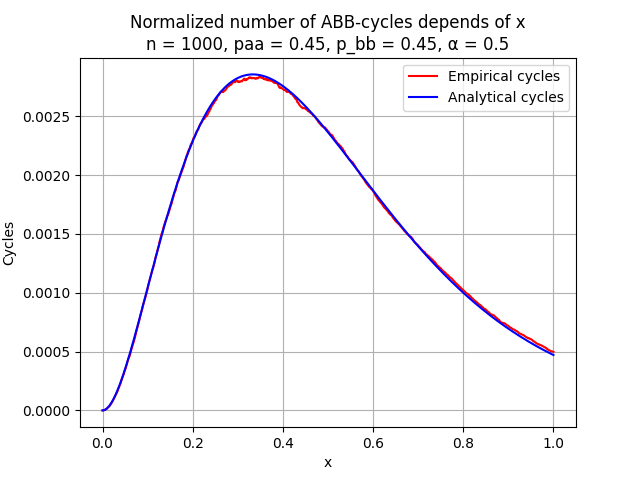 Normalized number of ABB-cycles depends of x
n = 1000, paa = 0.45, p_bb = 0.45, α = 0.5
Empirical cycles
Analytical cycles
Cycles
0.0025
0.0020
0.0015
0.0010
0.0005
0.0000
0.0 0.2 0.4 0.6 0.8 1.0
x